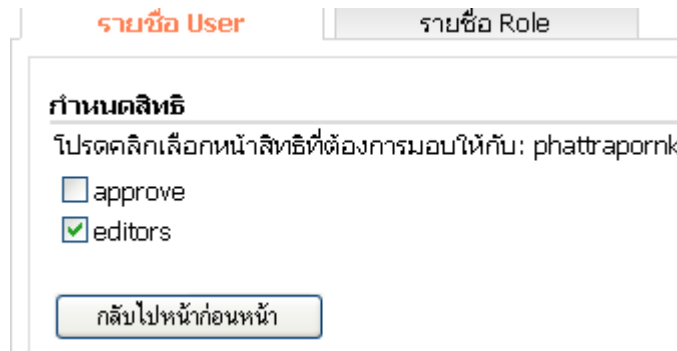 รายชื่อ User
รายชื่อ Role
กำหนดสิทธิ
โปรดคลิกเลือกหน้าสิทธิที่ต้องการมอบให้กับ: phattrapornk
approve
editors
กลับไปหน้าก่อนหน้า